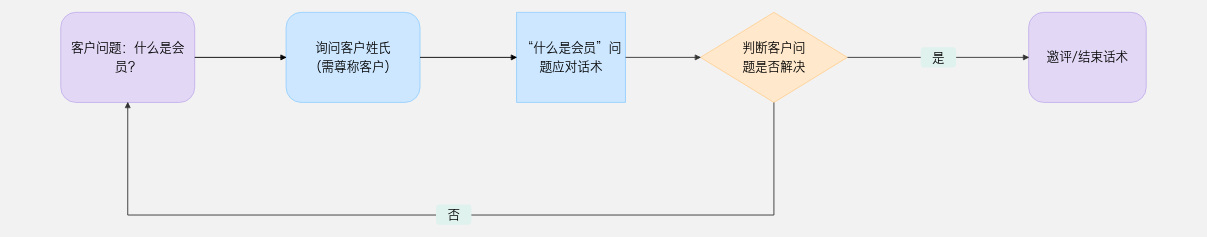 客户问题：什么是会
员？
询问客户姓氏
（需尊称客户）
“什么是会员”问
题应对话术
判断客户问
题是否解决
是
邀评/结束话术
否